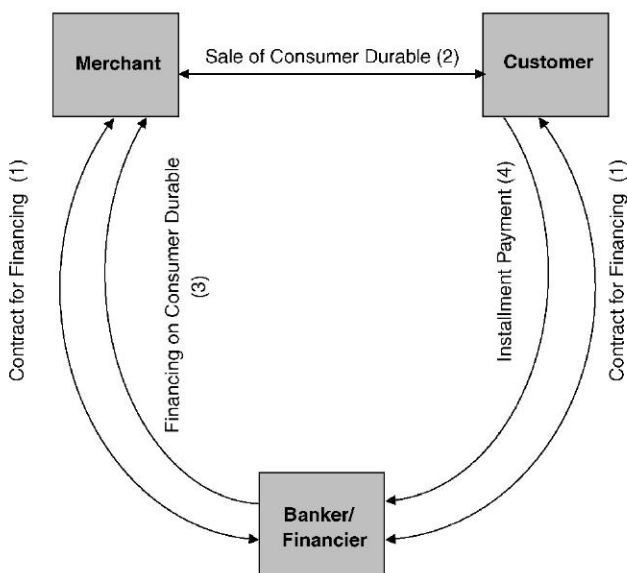 Merchant
Sale of Consumer Durable (2)
Customer
Contract for Financing (1)
Financing on Consumer Durable
(3)
Installment Payment (4)
Contract for Financing (1)
Banker/
Financier